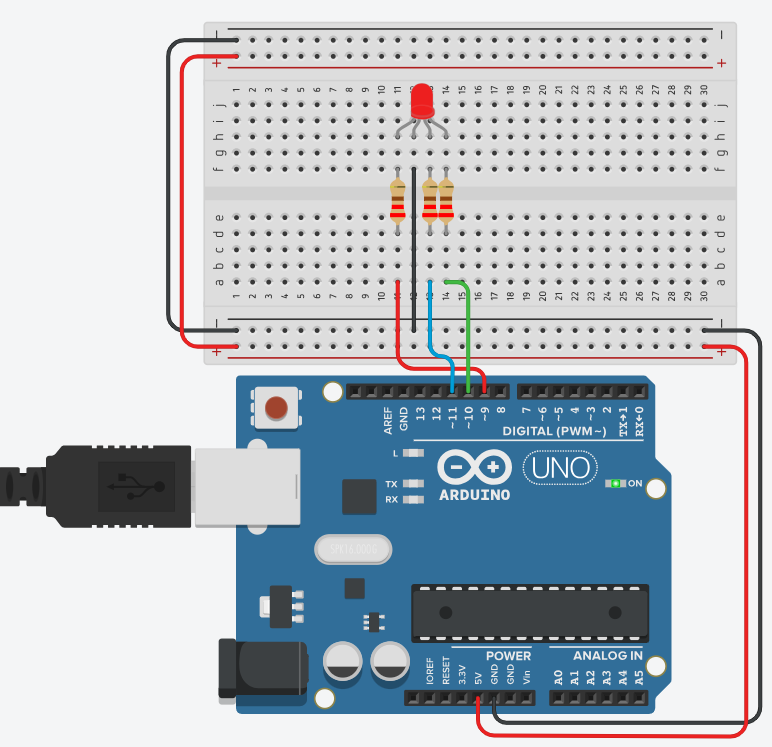 − −
+ +
1 2 3 4 5 6 7 8 9 10 11 14 15 16 17 18 19 20 21 22 23 24 25 26 27 28 29 30
j j
i i
h h
g g
f f
e e
d d
c c
b b
a a
1 2 3 4 5 6 7 8 9 10 11 12 13 14 15 16 17 18 19 20 21 22 23 24 25 26 27 28 29 30
− −
+ +
AREF GND 13 12 ~11 ~10 ~9 8 7 ~6 ~5 4 ~3 2 TX→1 RX←0
DIGITAL (PWM~)
L
TX
RX
UNO
ARDUINO
ON
SPK16.000G
POWER ANALOG IN
IOREF RESET 3.3V 5V GND GND Vin A0 A1 A2 A3 A4 A5